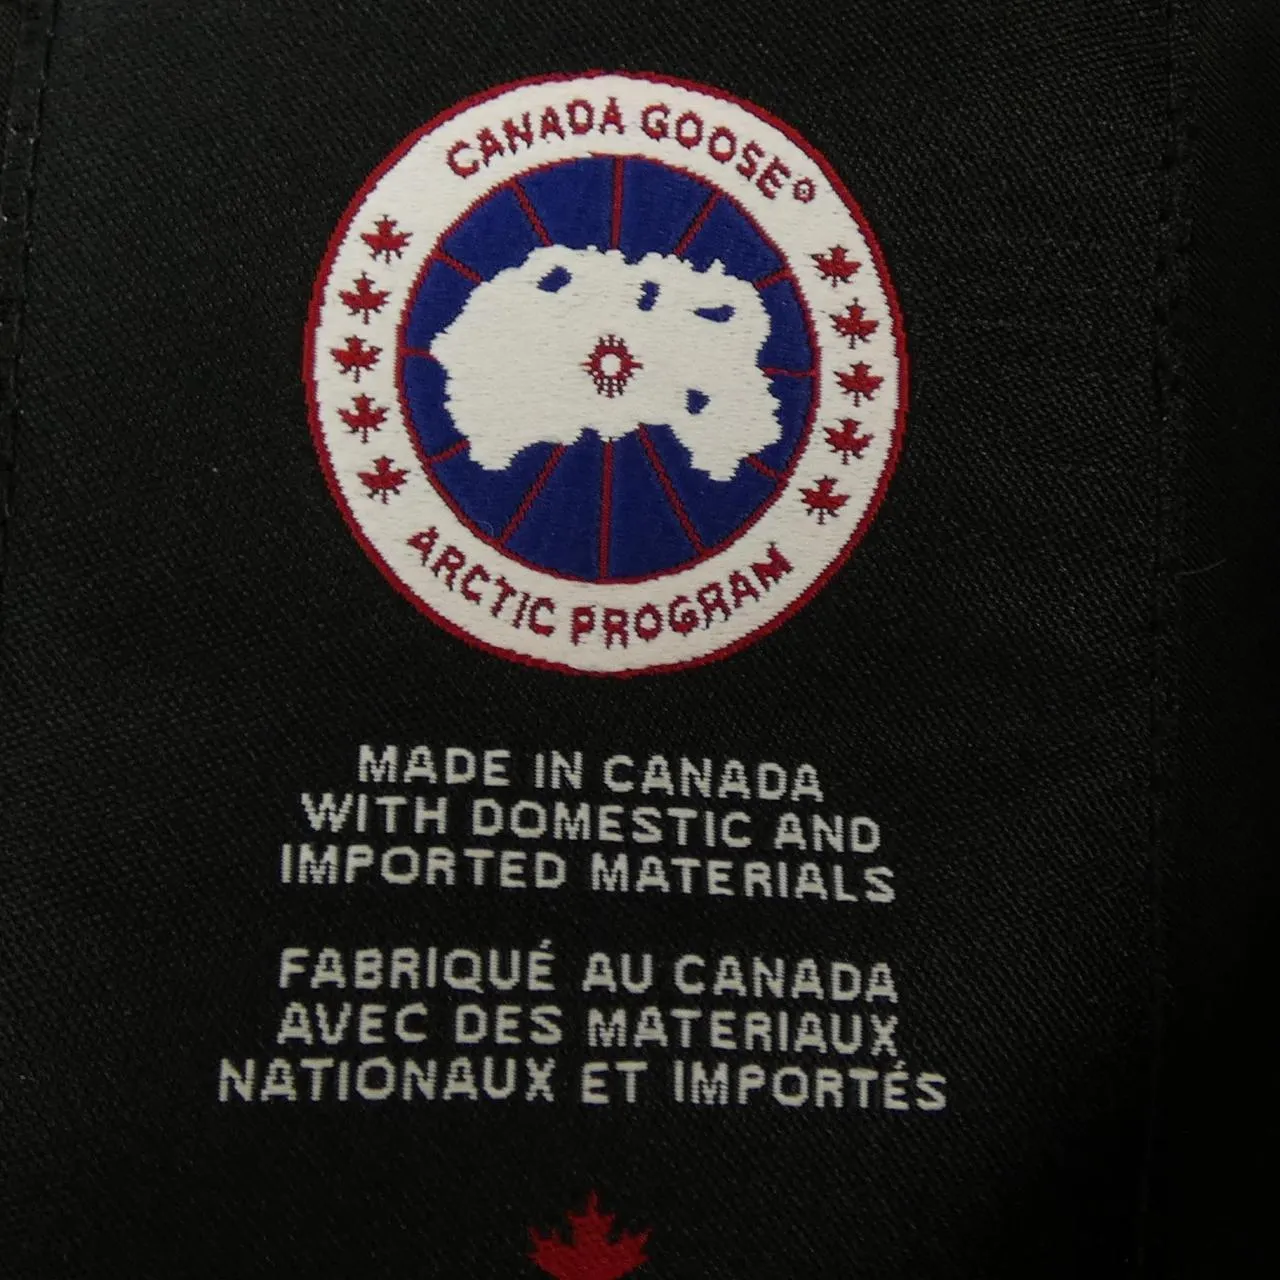 CANADA GOOSE®
ARCTIC PROGRAM
MADE IN CANADA
WITH DOMESTIC AND
IMPORTED MATERIALS
FABRIQUÉ AU CANADA
AVEC DES MATERIAUX
NATIONAUX ET IMPORTÉS